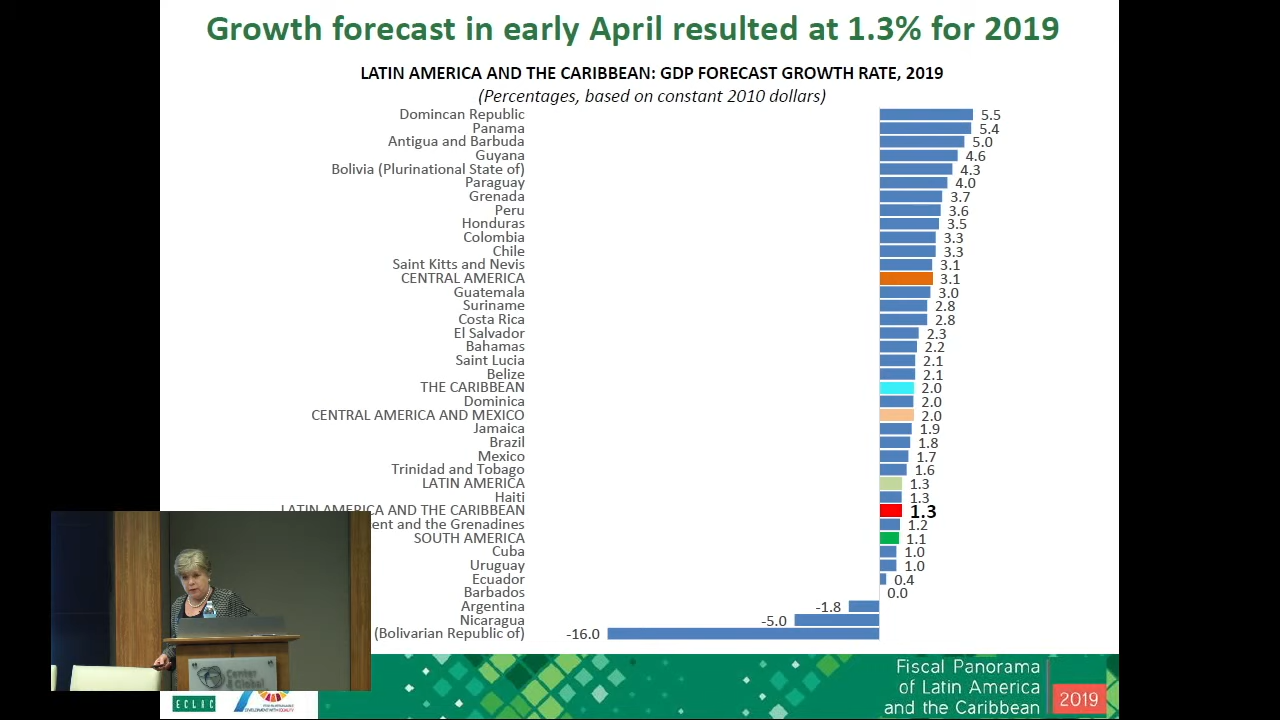 Growth forecast in early April resulted at 1.3% for 2019
LATIN AMERICA AND THE CARIBBEAN: GDP FORECAST GROWTH RATE, 2019
(Percentages, based on constant 2010 dollars)
Domincan Republic 5.5
Panama 5.4
Antigua and Barbuda 5.0
Guyana 4.6
Bolivia (Plurinational State of) 4.3
Paraguay 4.0
Grenada 3.7
Peru 3.6
Honduras 3.5
Colombia 3.3
Chile 3.3
Saint Kitts and Nevis 3.1
CENTRAL AMERICA 3.1
Guatemala 3.0
Suriname 2.8
Costa Rica 2.8
El Salvador 2.3
Bahamas 2.2
Saint Lucia 2.1
Belize 2.1
THE CARIBBEAN 2.0
Dominica 2.0
CENTRAL AMERICA AND MEXICO 2.0
Jamaica 1.9
Brazil 1.8
Mexico 1.7
Trinidad and Tobago 1.6
LATIN AMERICA 1.3
Haiti 1.3
LATIN AMERICA AND THE CARIBBEAN 1.3
ent and the Grenadines 1.2
SOUTH AMERICA 1.1
Cuba 1.0
Uruguay 1.0
Ecuador 0.4
Barbados 0.0
Argentina -1.8
Nicaragua -5.0
(Bolivarian Republic of) -16.0
Center
Global
ECLAC
DEVELOPMENT WITH EQUALITY
Fiscal Panorama
of Latin America
and the Caribbean
2019